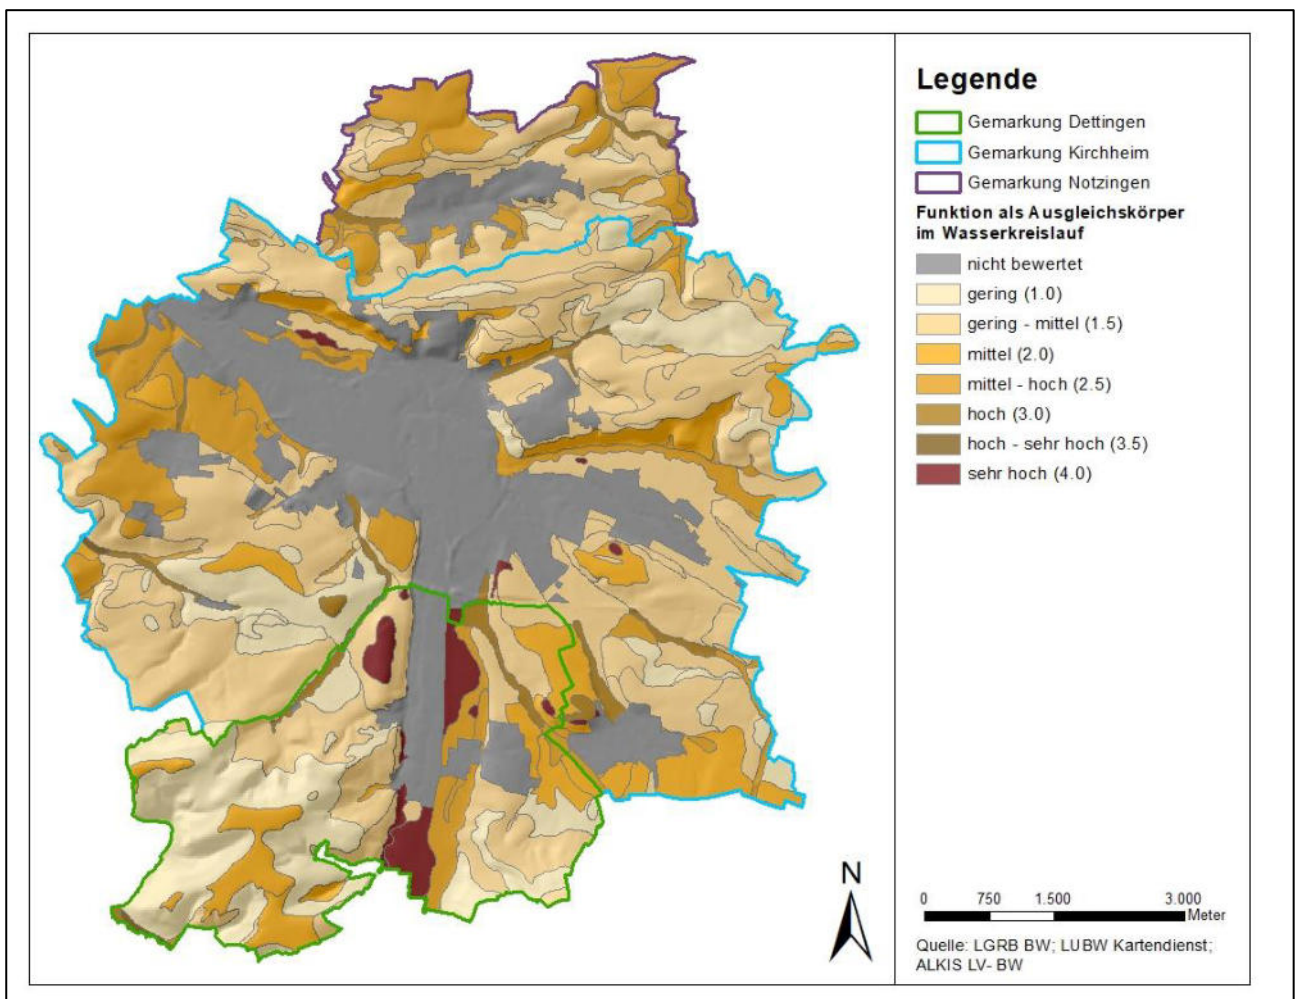 Legende
Gemarkung Dettingen
Gemarkung Kirchheim
Gemarkung Notzingen
Funktion als Ausgleichskörper
im Wasserkreislauf
nicht bewertet
gering (1.0)
gering - mittel (1.5)
mittel (2.0)
mittel - hoch (2.5)
hoch (3.0)
hoch - sehr hoch (3.5)
sehr hoch (4.0)
N
0 750 1.500 3.000
Meter
Quelle: LGRB BW; LUBW Kartendienst;
ALKIS LV- BW